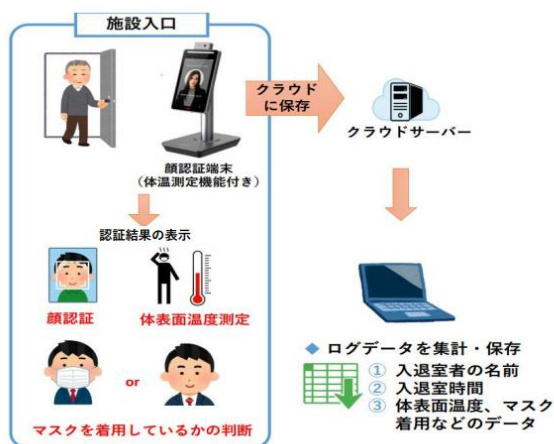 施設入口
顔認証端末
(体温測定機能付き)
クラウド
に保存
クラウドサーバー
認証結果の表示
顔認証
体表面温度測定
or
マスクを着用しているかの判断
◆ ログデータを集計・保存
① 入退室者の名前
② 入退室時間
③ 体表面温度、マスク
着用などのデータ